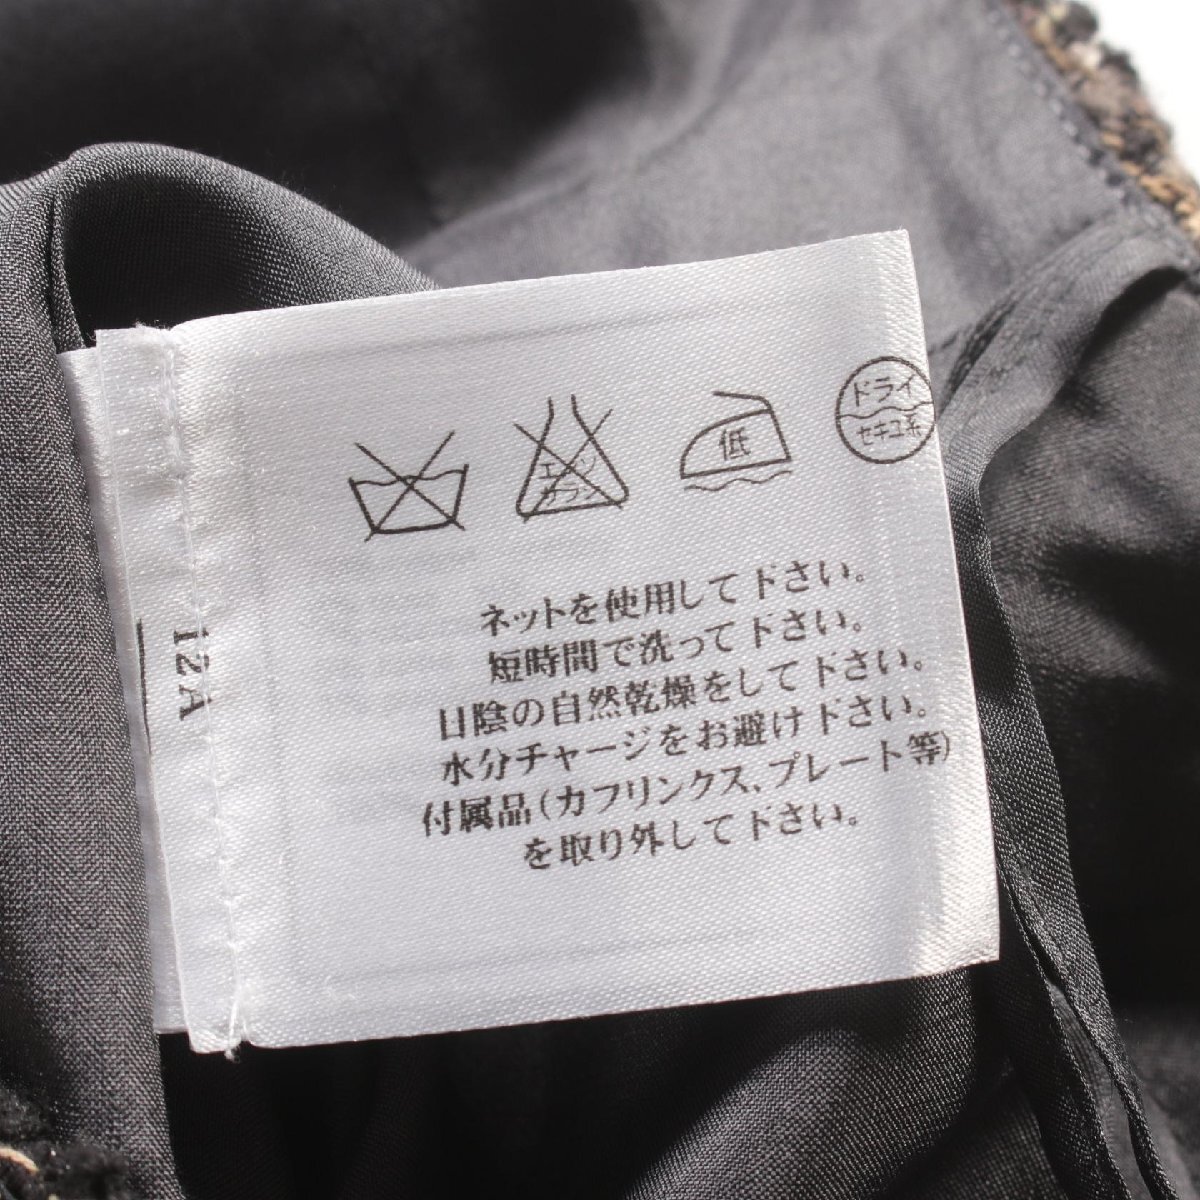 エンソ
サラシ
低
ドライ
セキユ系
ネットを使用して下さい。
短時間で洗って下さい。
日陰の自然乾燥をして下さい。
水分チャージをお避け下さい。
付属品(カフリンクス、プレート等)
を取り外して下さい。
12A